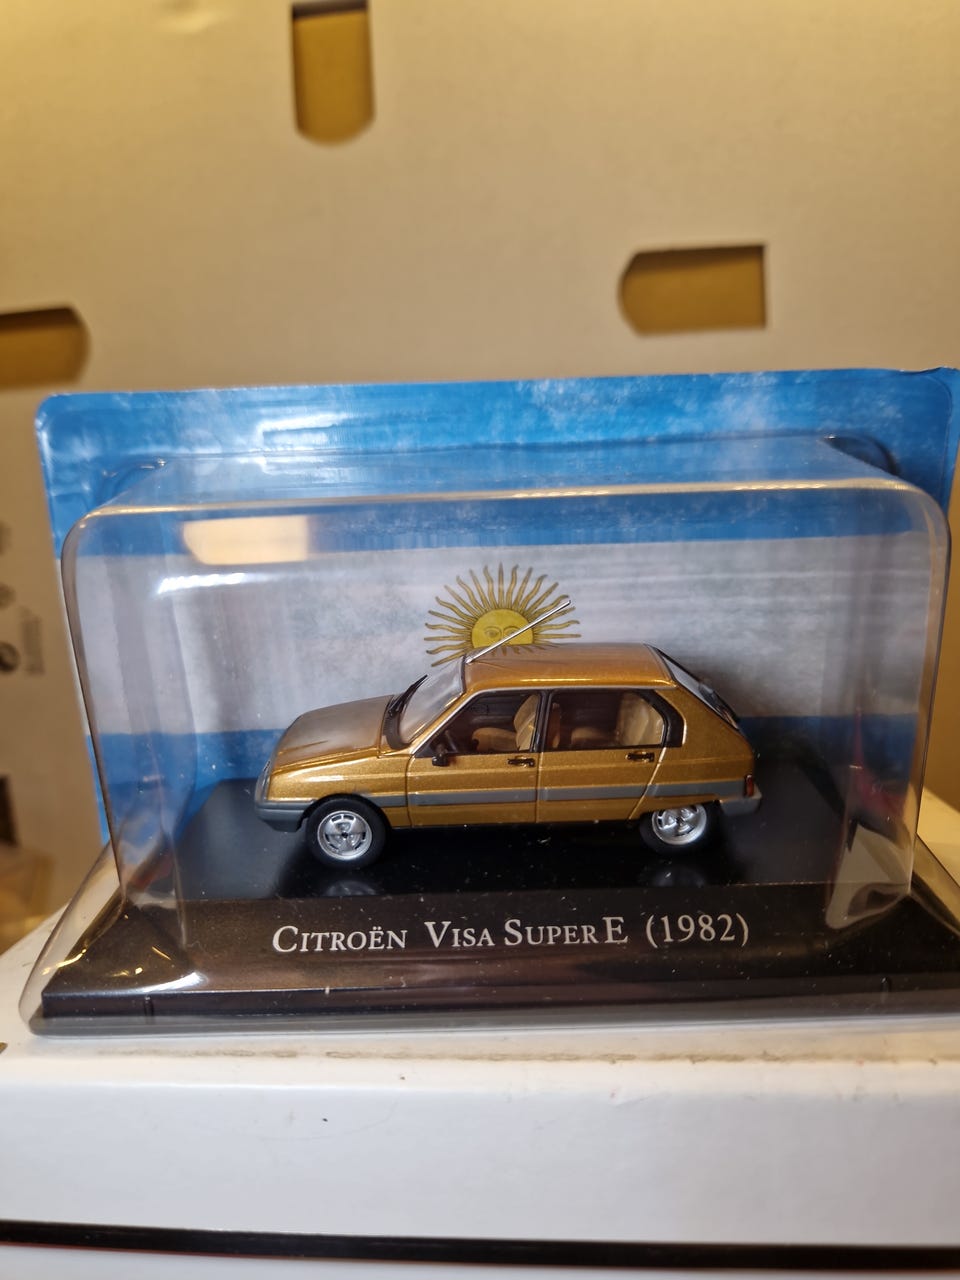 CITROËN VISA SUPER E (1982)